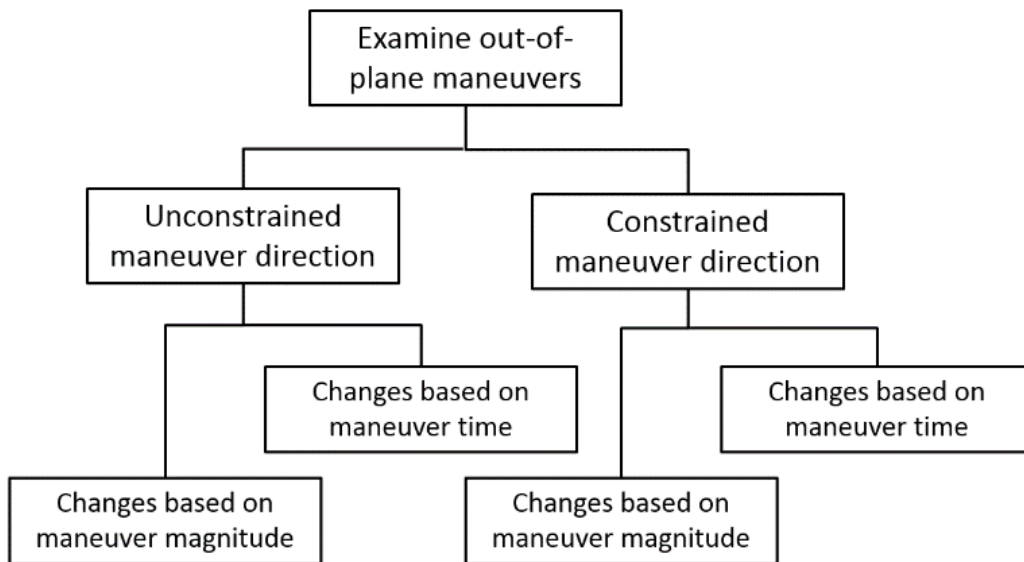 Examine out-of-
plane maneuvers
Unconstrained
maneuver direction
Constrained
maneuver direction
Changes based on
maneuver time
Changes based on
maneuver time
Changes based on
maneuver magnitude
Changes based on
maneuver magnitude